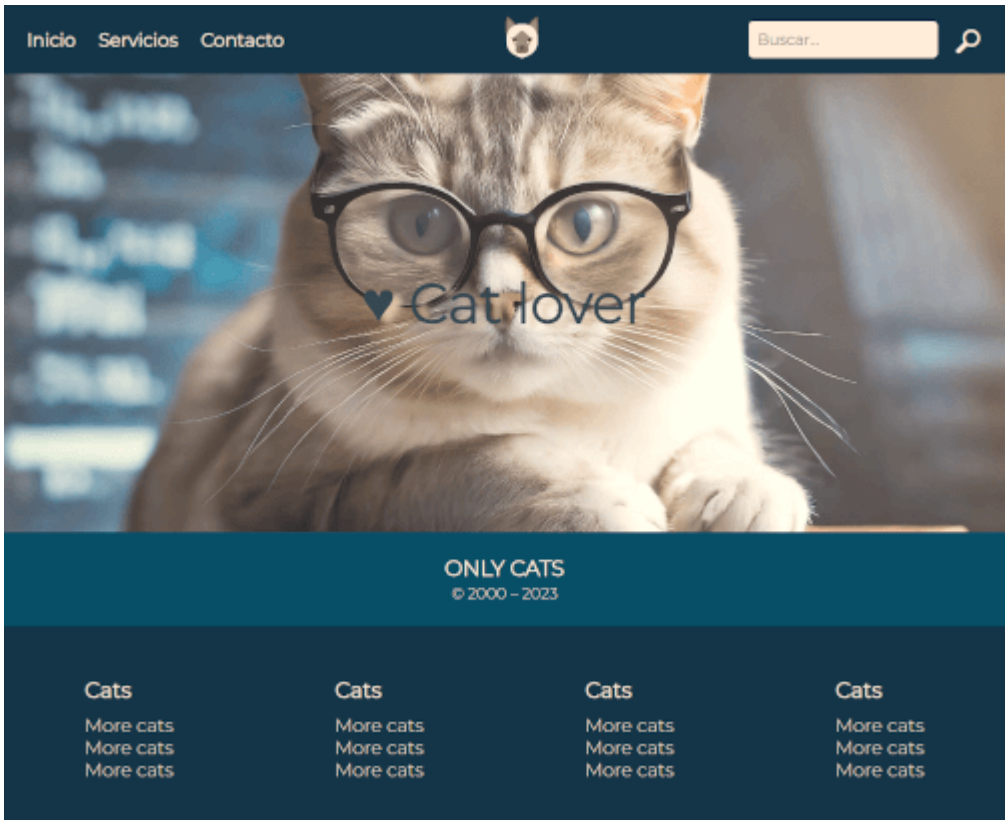 Inicio Servicios Contacto
Buscar...
♥ Cat lover
ONLY CATS
© 2000 – 2023
Cats Cats Cats Cats
More cats More cats More cats More cats
More cats More cats More cats More cats
More cats More cats More cats More cats